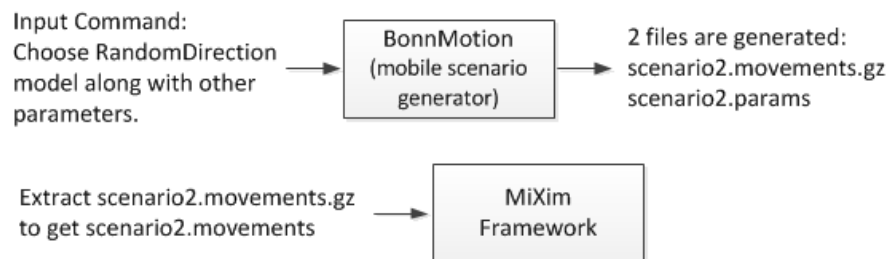 Input Command:
Choose RandomDirection
model along with other
parameters.
BonnMotion
(mobile scenario
generator)
2 files are generated:
scenario2.movements.gz
scenario2.params
Extract scenario2.movements.gz
to get scenario2.movements
MiXim
Framework